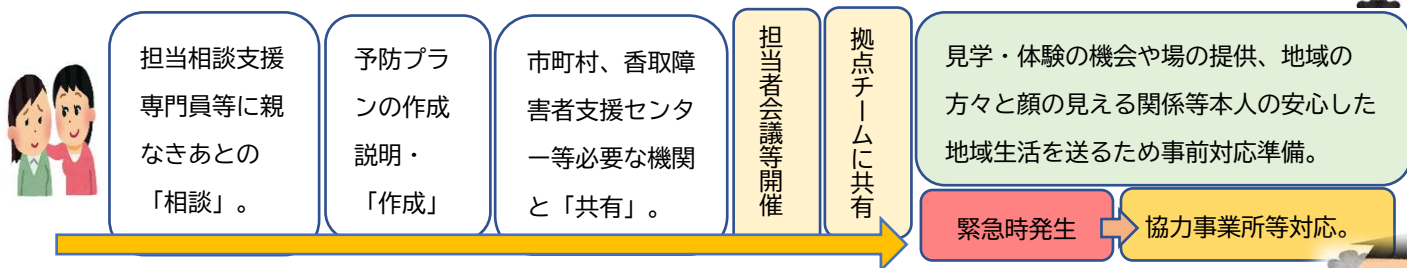 担当相談支援
専門員等に親
なきあとの
「相談」。
予防プラ
ンの作成
説明・
「作成」
市町村、香取障
害者支援センタ
ー等必要な機関
と「共有」。
担当者会議等開催
拠点チームに共有
見学・体験の機会や場の提供、地域の
方々と顔の見える関係等本人の安心した
地域生活を送るため事前対応準備。
緊急時発生
協力事業所等対応。